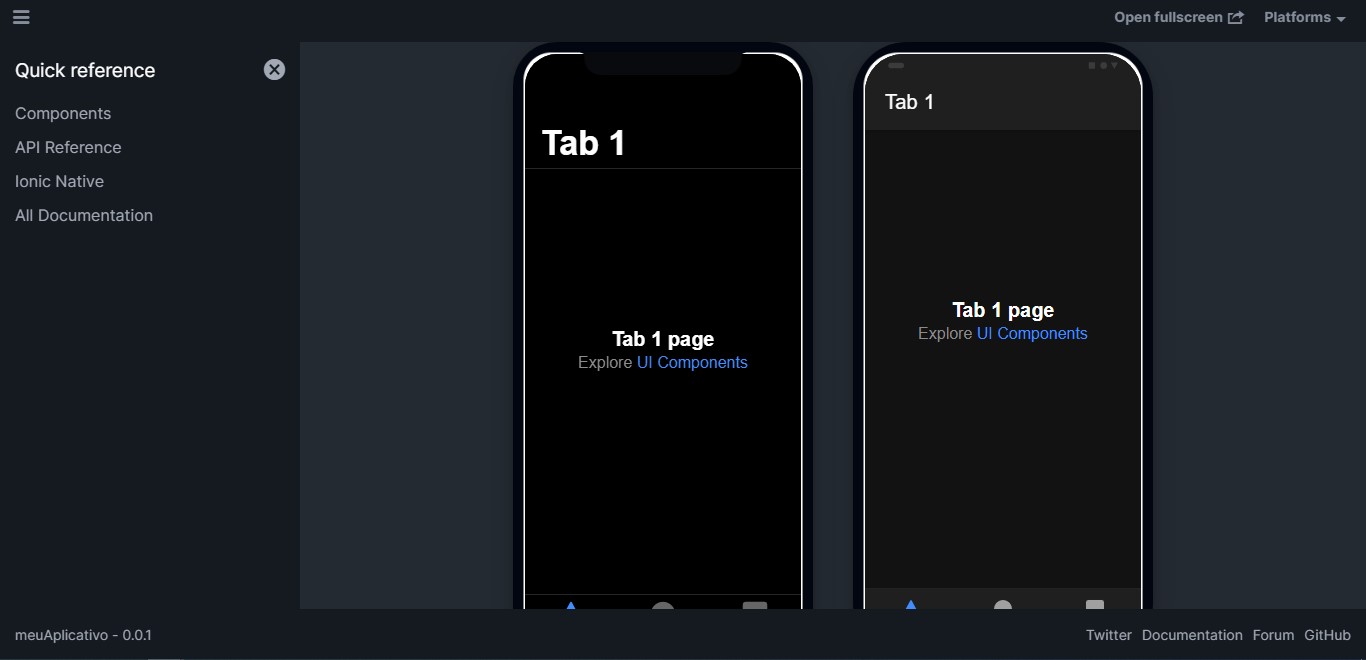 Open fullscreen Platforms
Quick reference
Components
API Reference
Ionic Native
All Documentation
Tab 1
Tab 1 page
Explore UI Components
Tab 1
Tab 1 page
Explore UI Components
meuAplicativo - 0.0.1
Twitter Documentation Forum GitHub